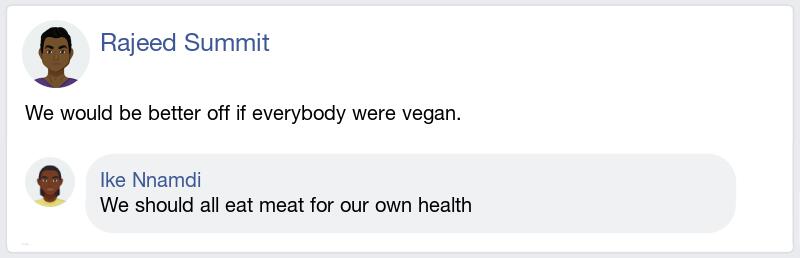 Rajeed Summit
We would be better off if everybody were vegan.
Ike Nnamdi
We should all eat meat for our own health